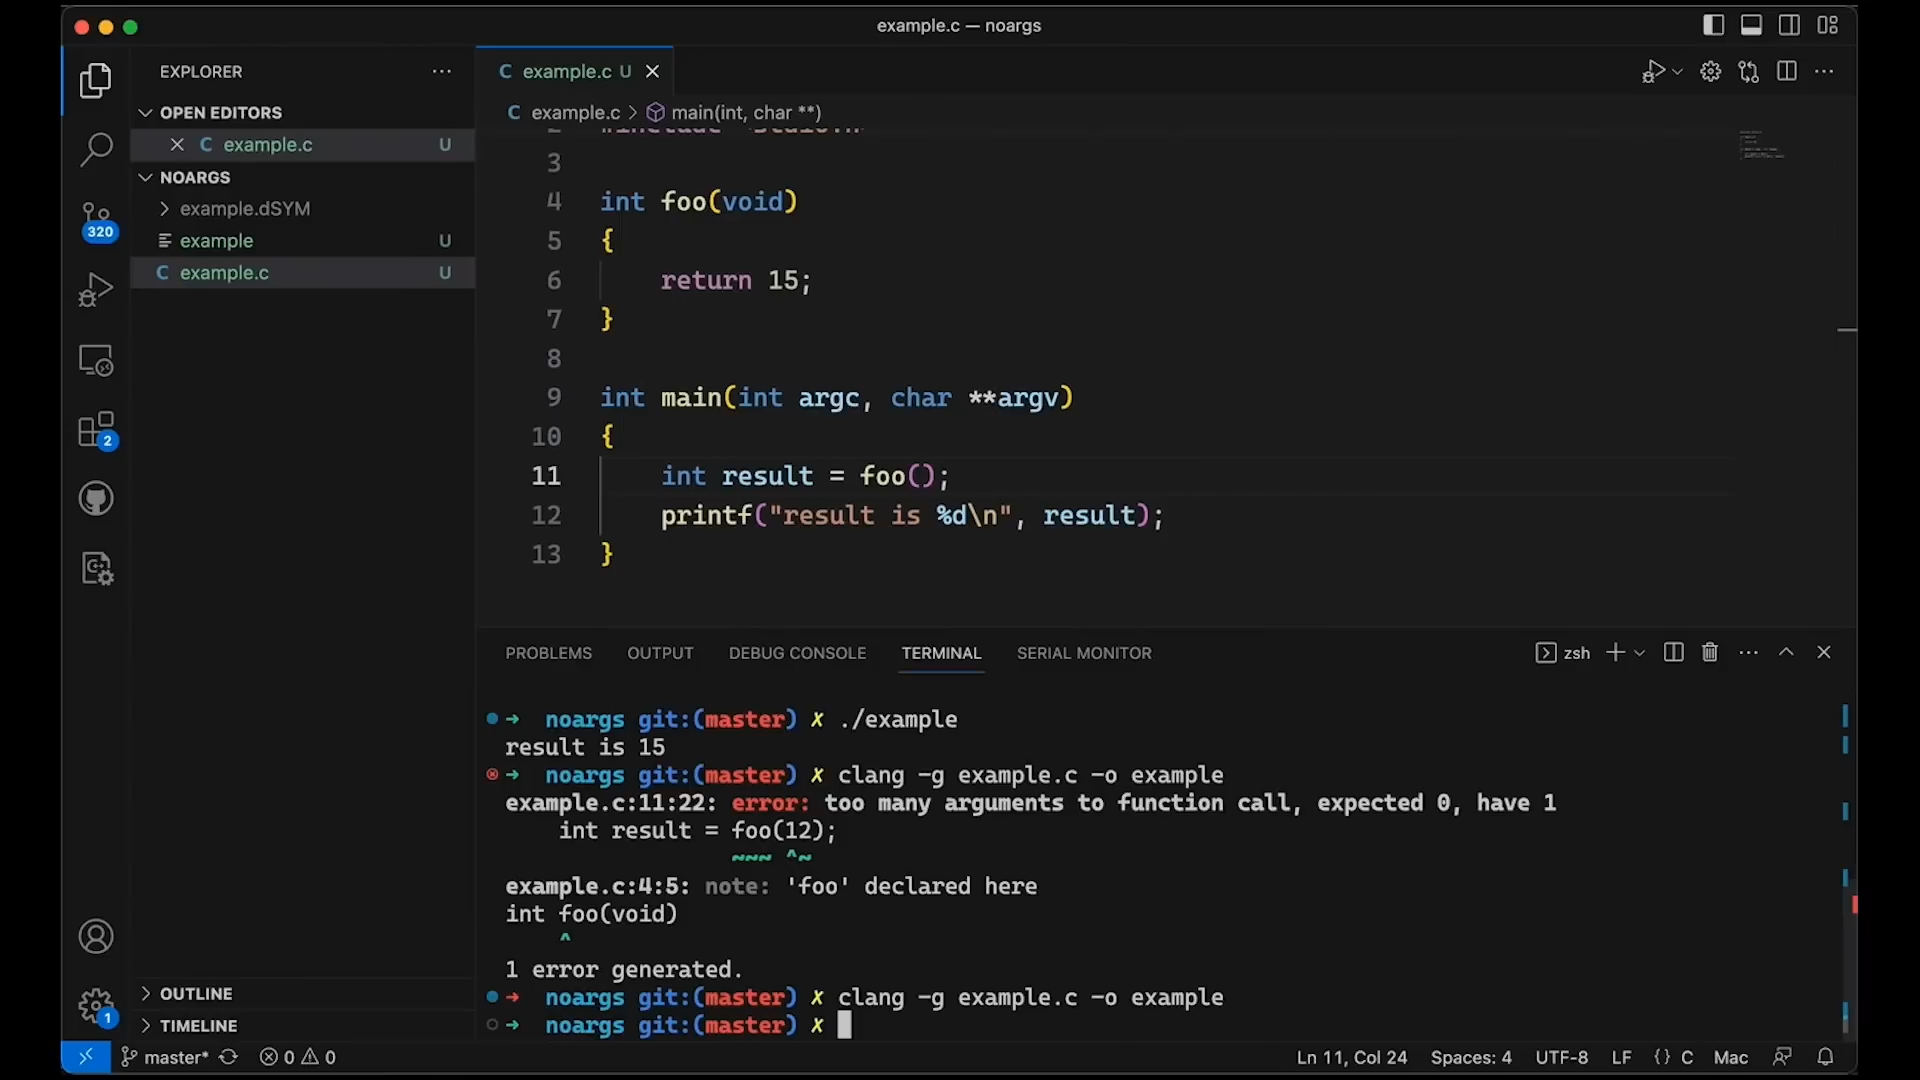 example.c — noargs
EXPLORER
OPEN EDITORS
example.c U
NOARGS
example.dSYM
example U
C example.c U
OUTLINE
TIMELINE
C example.c U
C example.c > main(int, char **)
3
4 int foo(void)
5 {
6 return 15;
7 }
8
9 int main(int argc, char **argv)
10 {
11 int result = foo();
12 printf("result is %d\n", result);
13 }
PROBLEMS OUTPUT DEBUG CONSOLE TERMINAL SERIAL MONITOR zsh
➜ noargs git:(master) ✗ ./example
result is 15
➜ noargs git:(master) ✗ clang -g example.c -o example
example.c:11:22: error: too many arguments to function call, expected 0, have 1
int result = foo(12);
~~~ ^~
example.c:4:5: note: 'foo' declared here
int foo(void)
^
1 error generated.
➜ noargs git:(master) ✗ clang -g example.c -o example
➜ noargs git:(master) ✗
320
2
1
master* 0 0 Ln 11, Col 24 Spaces: 4 UTF-8 LF {} C Mac